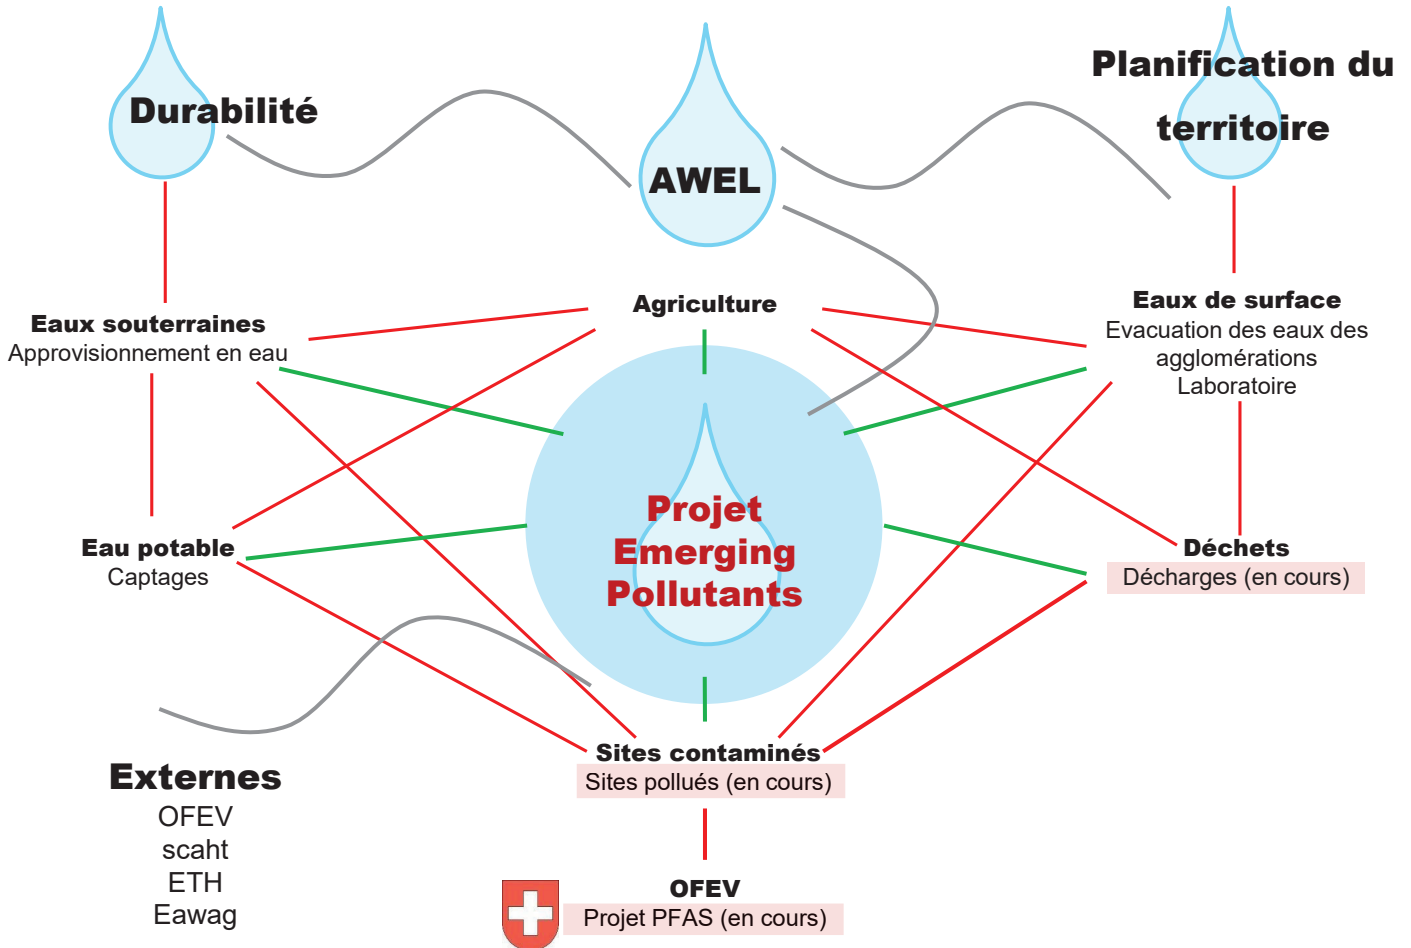 Durabilité
AWEL
Planification du
territoire
Eaux souterraines
Approvisionnement en eau
Agriculture
Eaux de surface
Evacuation des eaux des
agglomérations
Laboratoire
Projet
Emerging
Pollutants
Eau potable
Captages
Déchets
Décharges (en cours)
Sites contaminés
Sites pollués (en cours)
Externes
OFEV
scaht
ETH
Eawag
OFEV
Projet PFAS (en cours)